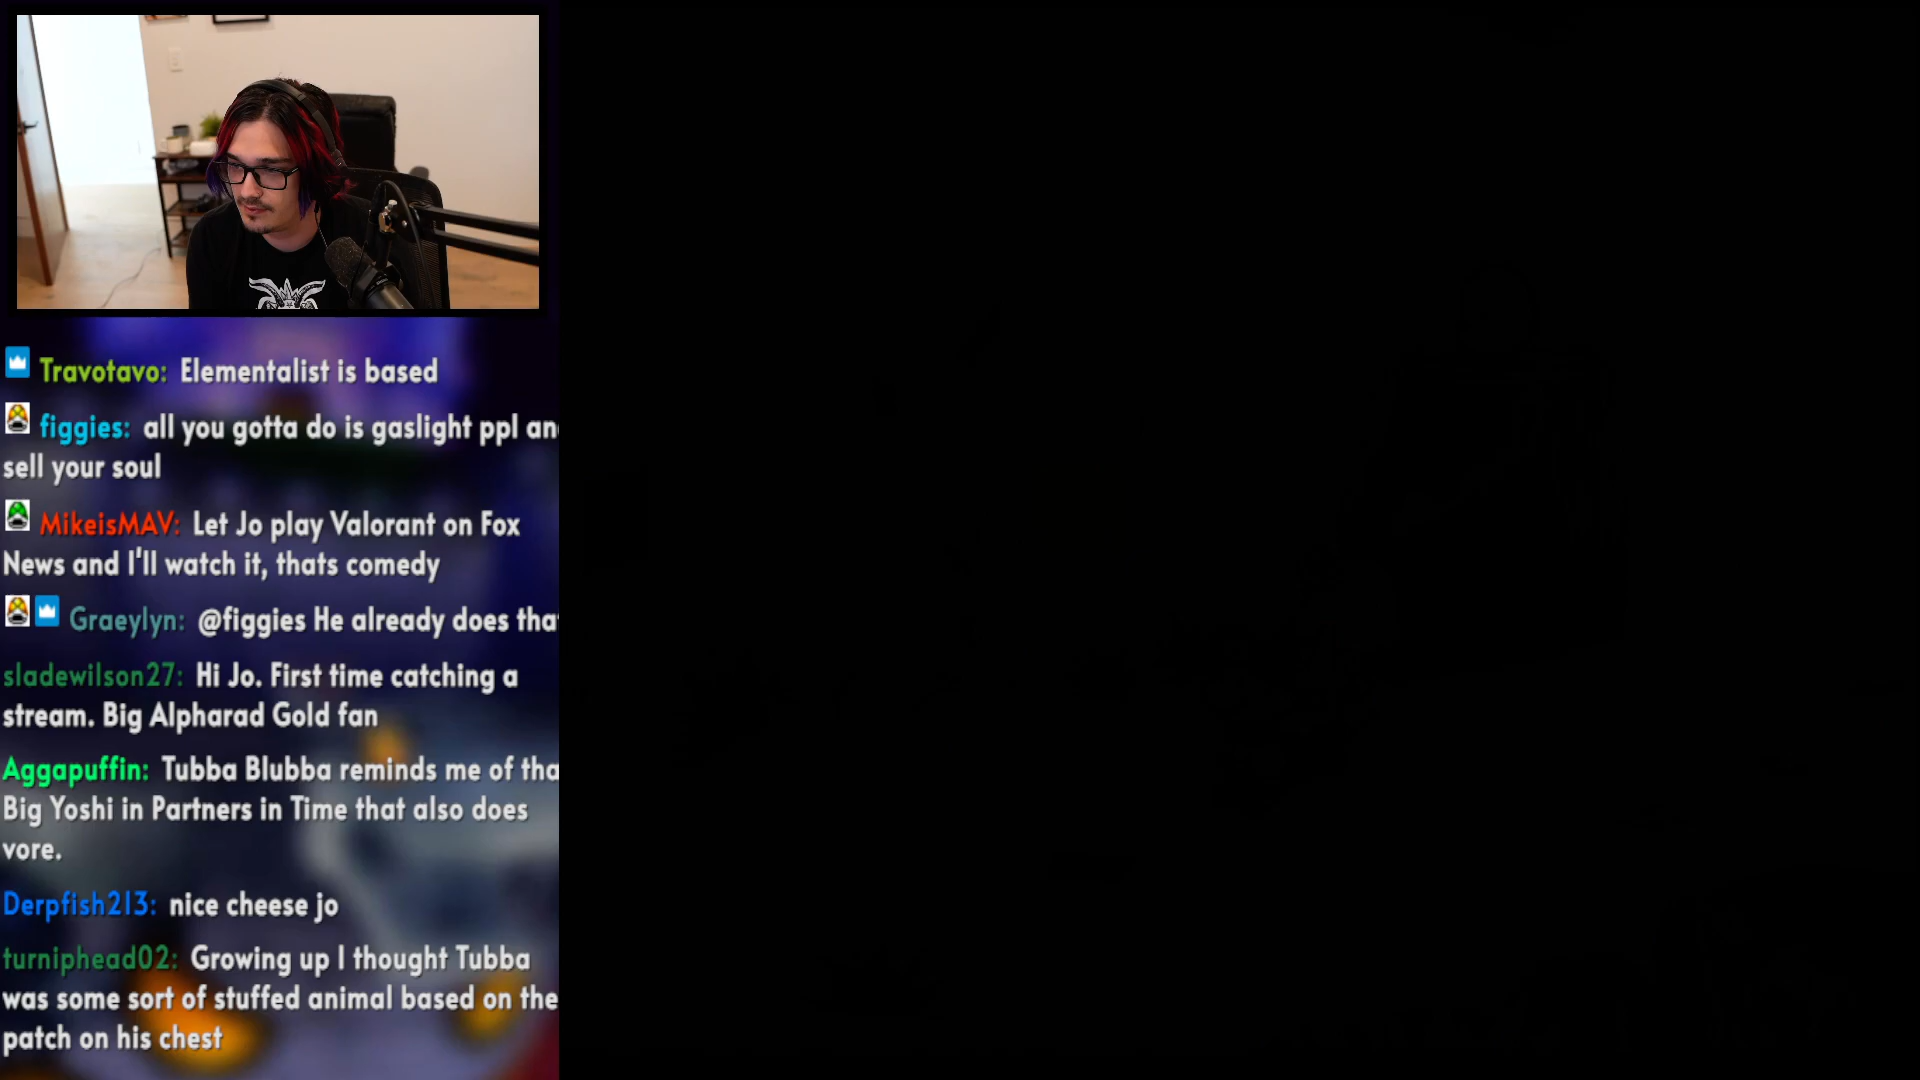 Travotavo: Elementalist is based
figgies: all you gotta do is gaslight ppl an
sell your soul
MikeisMAV: Let Jo play Valorant on Fox
News and I'll watch it, thats comedy
Graeylyn: @figgies He already does tha
sladewilson27: Hi Jo. First time catching a
stream. Big Alpharad Gold fan
Aggapuffin: Tubba Blubba reminds me of tha
Big Yoshi in Partners in Time that also does
vore.
Derpfish213: nice cheese jo
turniphead02: Growing up I thought Tubba
was some sort of stuffed animal based on the
patch on his chest